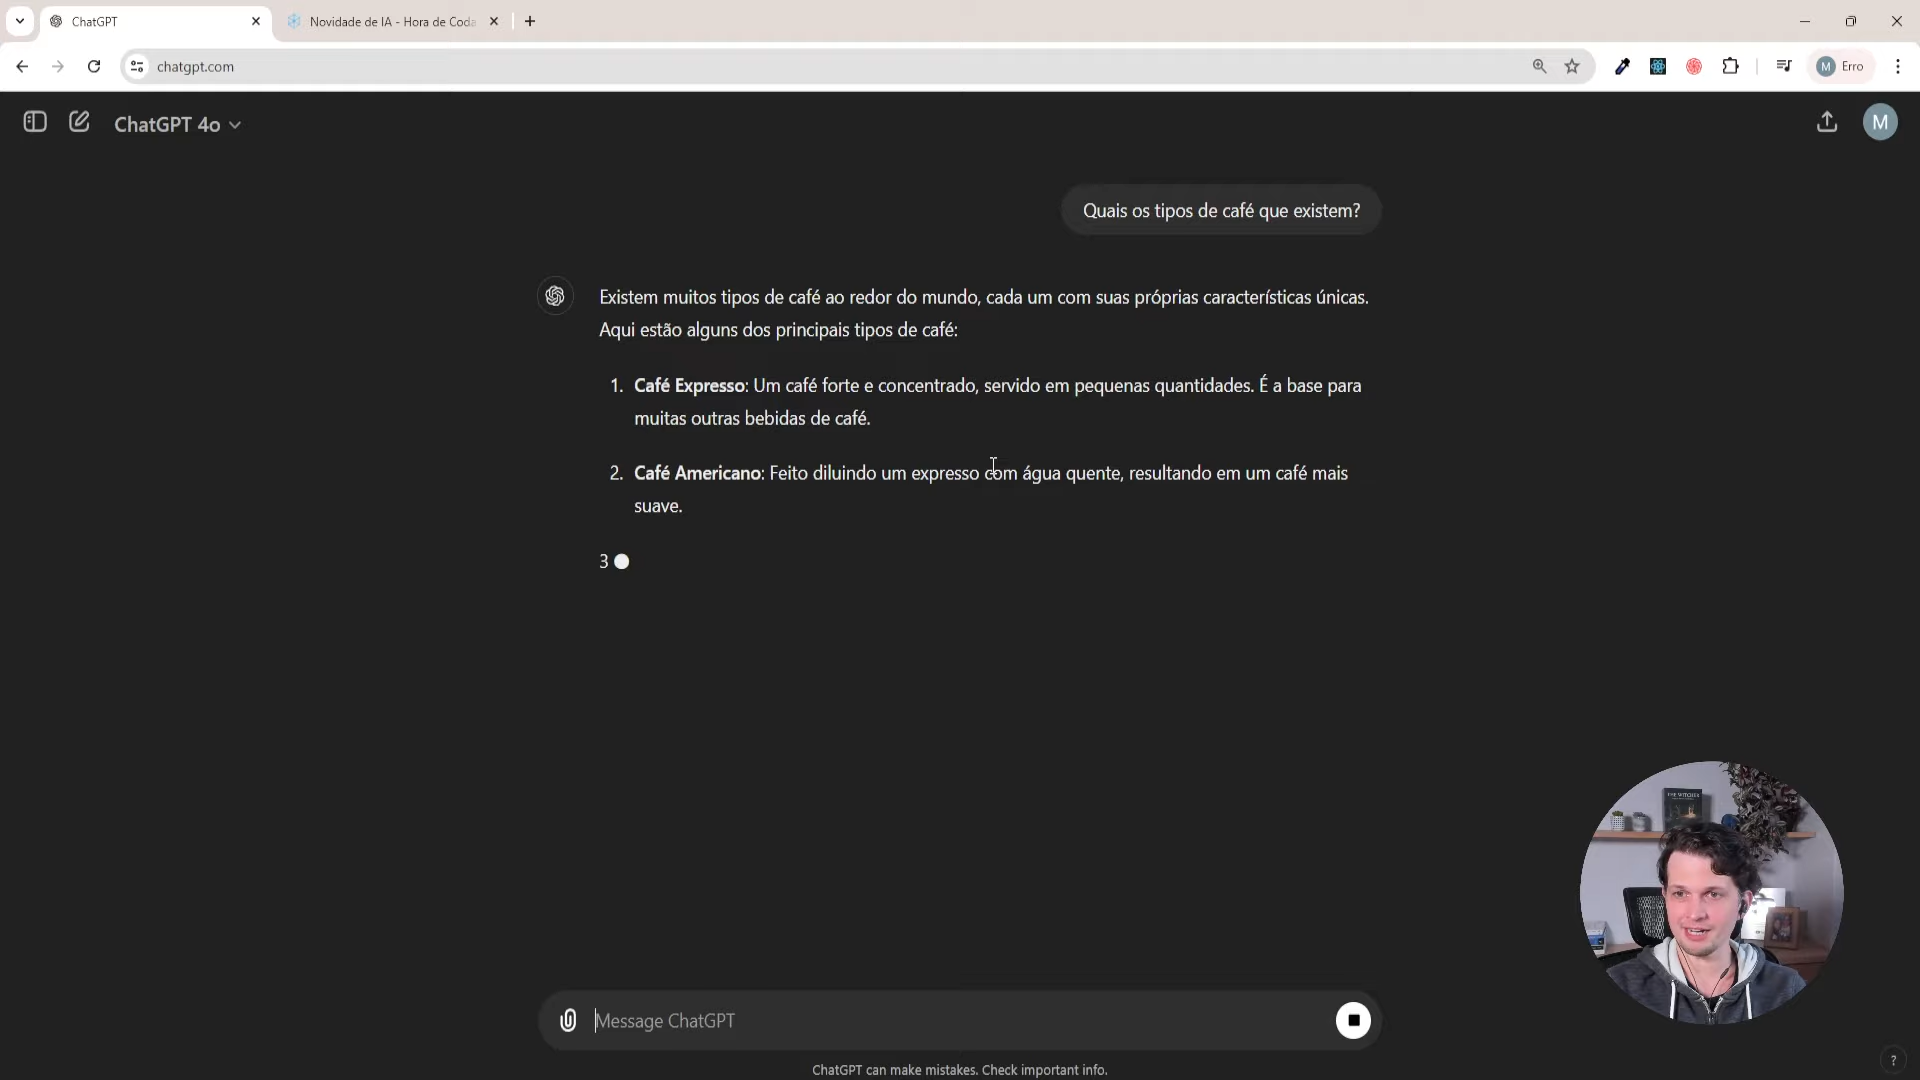 ChatGPT
Novidade de IA - Hora de Coda
chatgpt.com
M
Erro
ChatGPT 4o
M
Quais os tipos de café que existem?
Existem muitos tipos de café ao redor do mundo, cada um com suas próprias características únicas.
Aqui estão alguns dos principais tipos de café:
1. Café Expresso: Um café forte e concentrado, servido em pequenas quantidades. É a base para
muitas outras bebidas de café.
2. Café Americano: Feito diluindo um expresso com água quente, resultando em um café mais
suave.
3
THE WITCHER
Message ChatGPT
ChatGPT can make mistakes. Check important info.
?